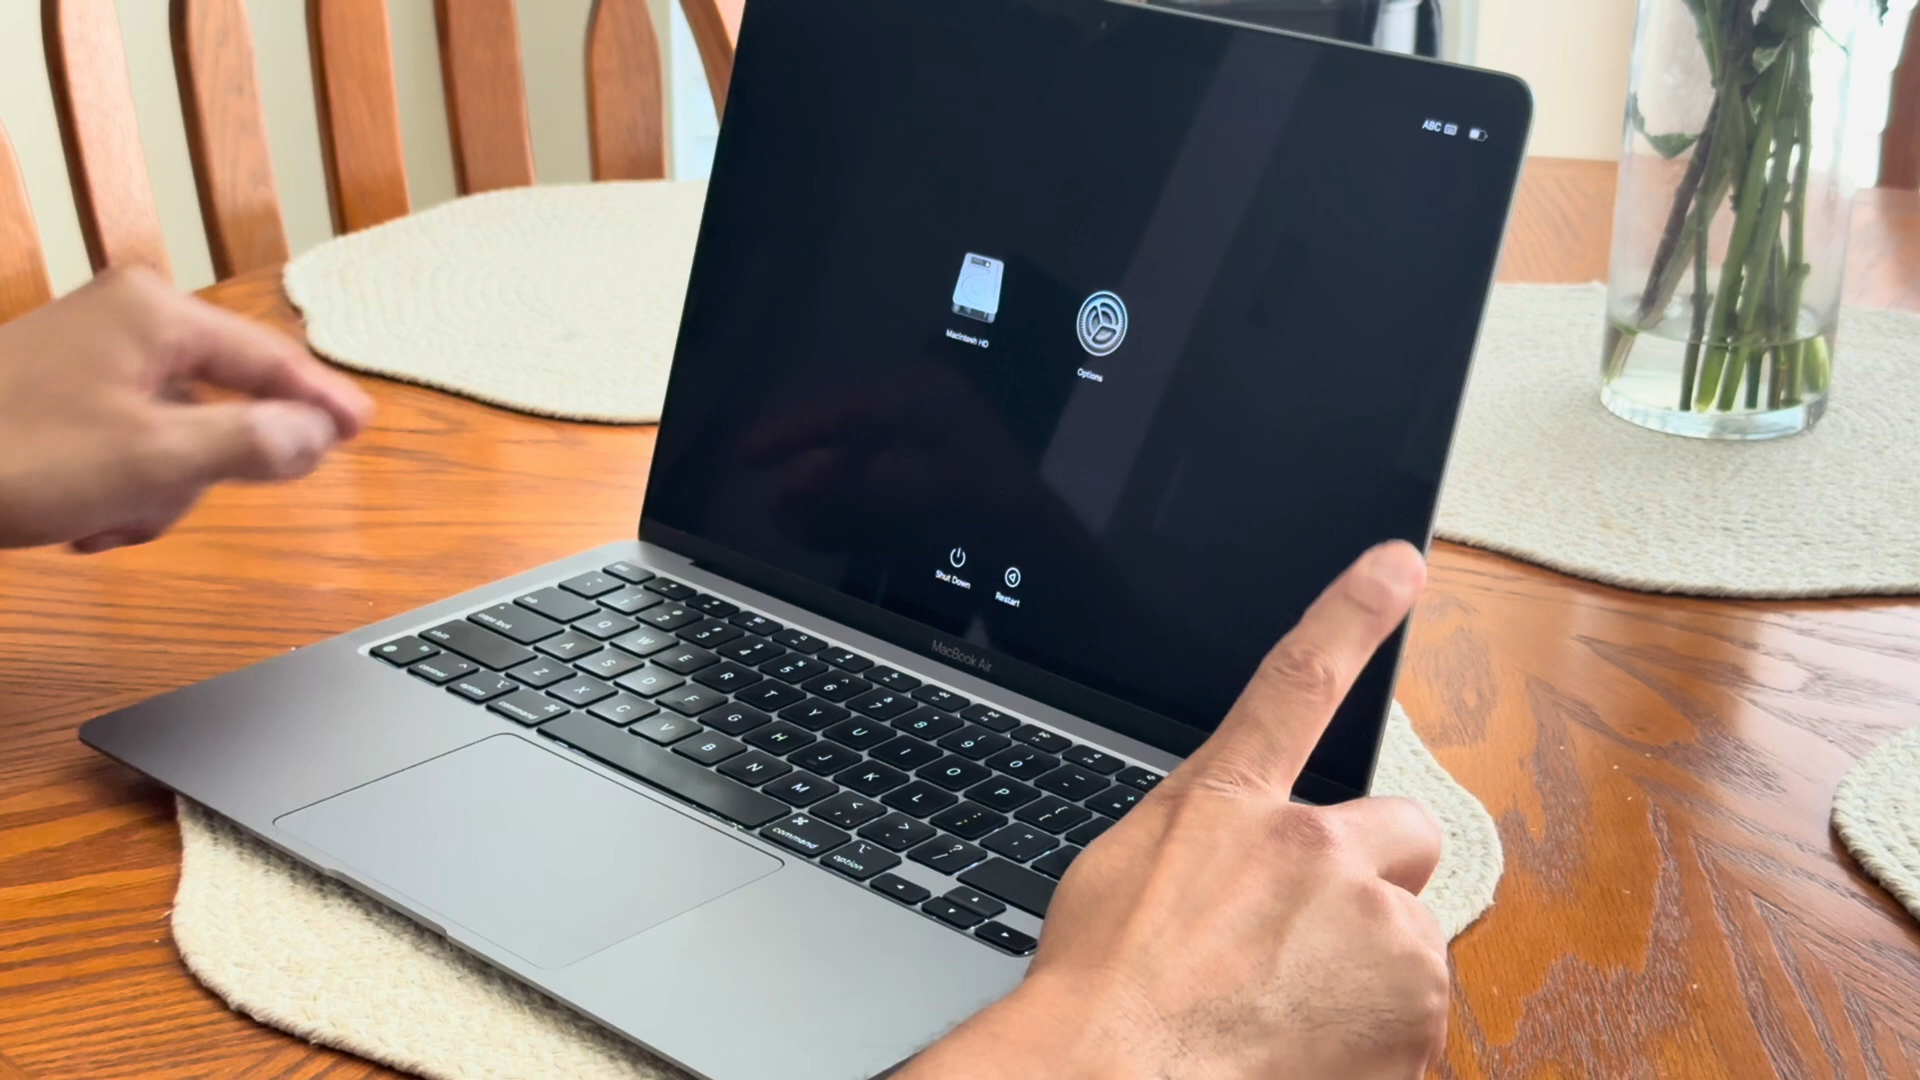 ABC
Macintosh HD
Options
Shut Down
Restart
MacBook Air
esc
tab
Q W E R T Y U I O P
caps lock
A S D F G H J K L
shift
Z X C V B N M
control
option
command
command
option